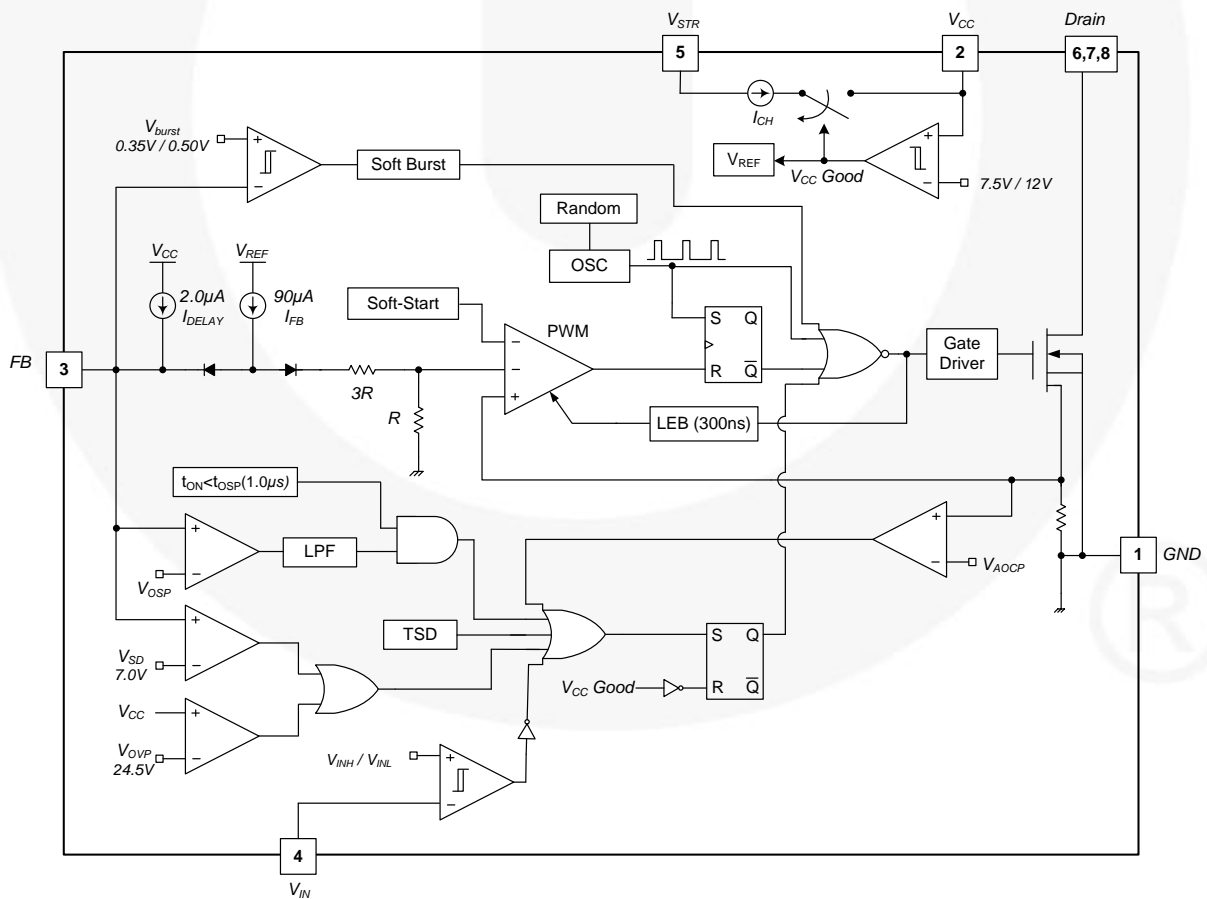 VSTR
VCC
Drain
5
2
6,7,8
ICH
Vburst
0.35V / 0.50V
+
−
Soft Burst
VREF
VCC Good
+
−
7.5V / 12V
Random
OSC
VCC
VREF
2.0µA
IDELAY
90µA
IFB
Soft-Start
PWM
−
−
+
S
Q
R
Q̅
Gate
Driver
FB
3
3R
R
LEB (300ns)
tON<tOSP(1.0µs)
+
−
VOSP
LPF
+
−
VAOCP
1
GND
+
−
VSD
7.0V
TSD
S
Q
R
Q̅
VCC Good
VCC
+
−
VOVP
24.5V
VINH / VINL
+
−
4
VIN
®